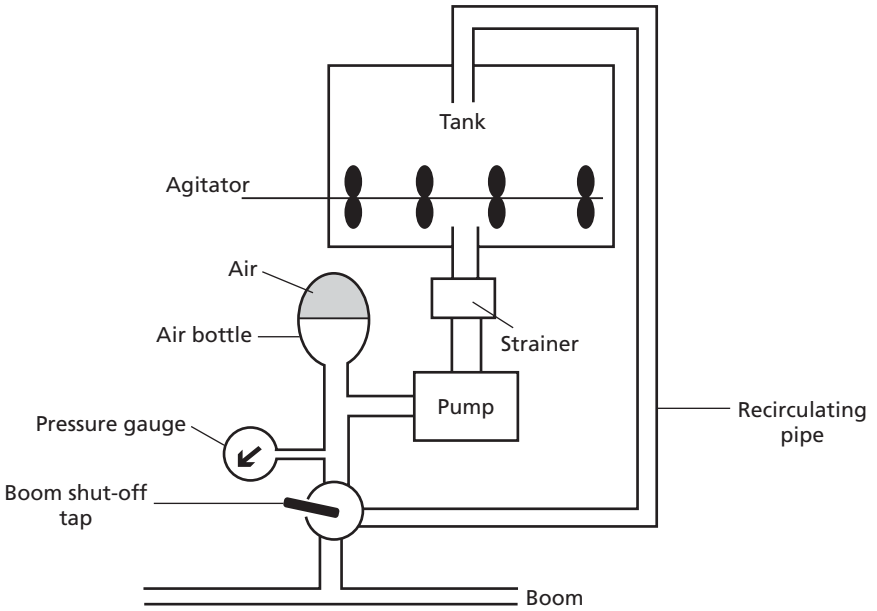 Tank
Agitator
Air
Air bottle
Strainer
Pump
Recirculating
pipe
Pressure gauge
Boom shut-off
tap
Boom